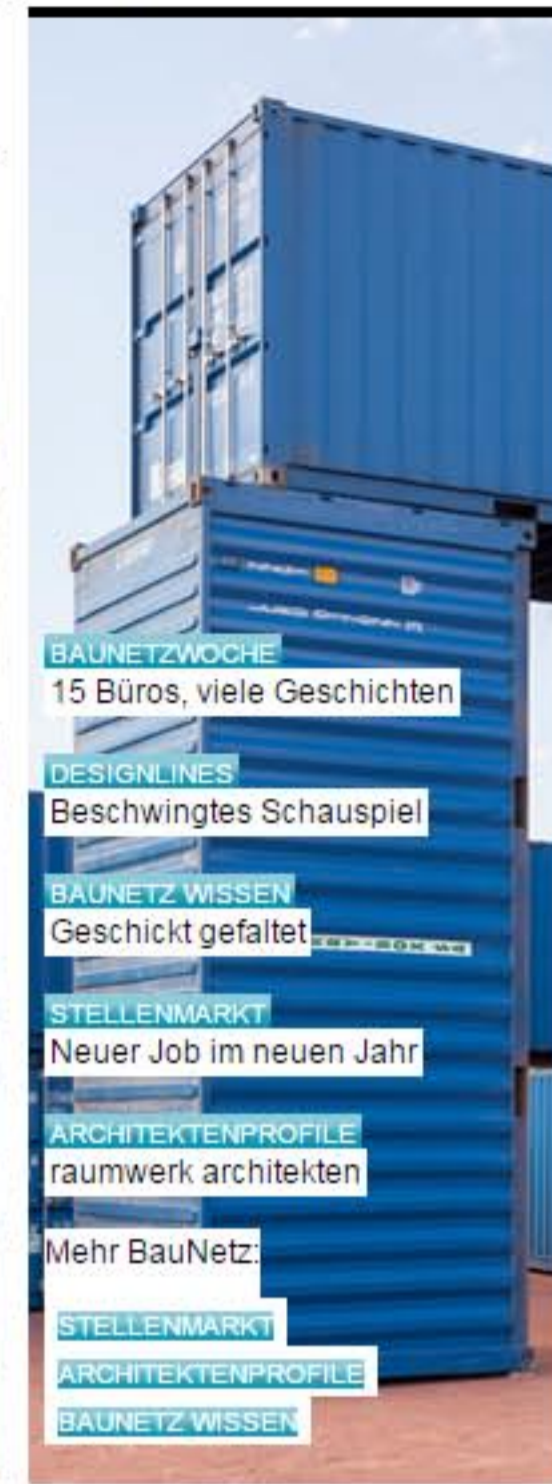 BAUNETZWOCHE
15 Büros, viele Geschichten
DESIGNLINES
Beschwingtes Schauspiel
BAUNETZ WISSEN
Geschickt gefaltet
STELLENMARKT
Neuer Job im neuen Jahr
ARCHITEKTENPROFILE
raumwerk architekten
Mehr BauNetz:
STELLENMARKT
ARCHITEKTENPROFILE
BAUNETZ WISSEN